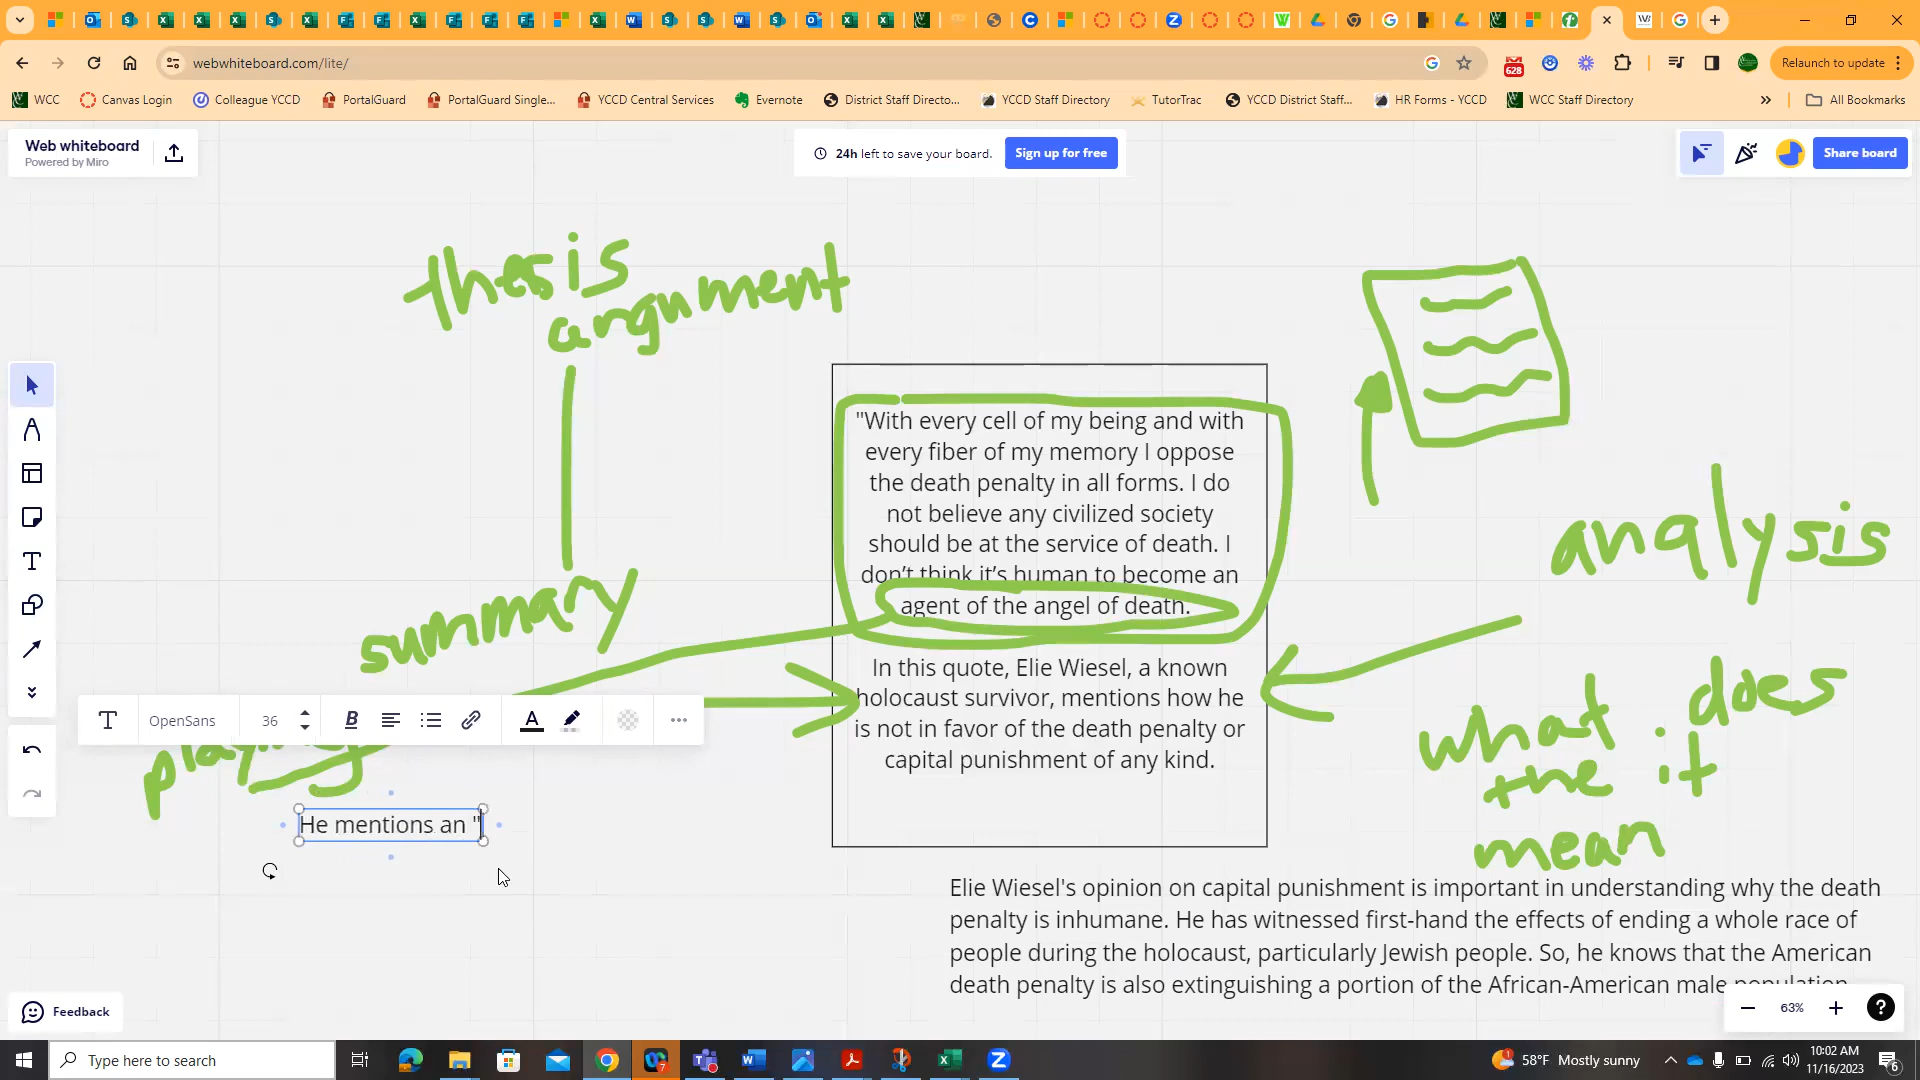 webwhiteboard.com/lite/
628
Relaunch to update
WCC
Canvas Login
Colleague YCCD
PortalGuard
PortalGuard Single...
YCCD Central Services
Evernote
District Staff Directo...
YCCD Staff Directory
TutorTrac
YCCD District Staff...
HR Forms - YCCD
WCC Staff Directory
»
All Bookmarks
Web whiteboard
Powered by Miro
24h left to save your board.
Sign up for free
Share board
thesis
argument
"With every cell of my being and with
every fiber of my memory I oppose
the death penalty in all forms. I do
not believe any civilized society
should be at the service of death. I
don't think it's human to become an
agent of the angel of death.
In this quote, Elie Wiesel, a known
holocaust survivor, mentions how he
is not in favor of the death penalty or
capital punishment of any kind.
summary
analysis
what does
the it
mean
OpenSans
36
He mentions an "
Elie Wiesel's opinion on capital punishment is important in understanding why the death
penalty is inhumane. He has witnessed first-hand the effects of ending a whole race of
people during the holocaust, particularly Jewish people. So, he knows that the American
death penalty is also extinguishing a portion of the African-American male population
Feedback
63%
Type here to search
7
58°F Mostly sunny
10:02 AM
11/16/2023
6